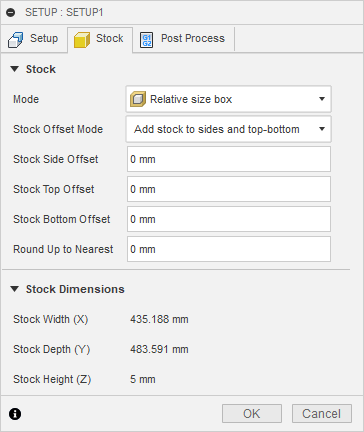 SETUP : SETUP1
Setup Stock G1 G2 Post Process
Stock
Mode Relative size box
Stock Offset Mode Add stock to sides and top-bottom
Stock Side Offset 0 mm
Stock Top Offset 0 mm
Stock Bottom Offset 0 mm
Round Up to Nearest 0 mm
Stock Dimensions
Stock Width (X) 435.188 mm
Stock Depth (Y) 483.591 mm
Stock Height (Z) 5 mm
OK Cancel